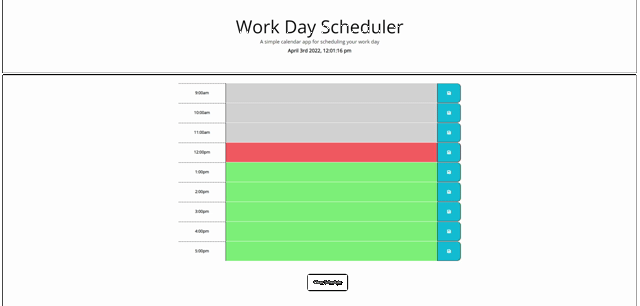 Work Day Scheduler
A simple calendar app for scheduling your work day
April 3rd 2022, 12:01:16 pm
9:00am
10:00am
11:00am
12:00pm
1:00pm
2:00pm
3:00pm
4:00pm
5:00pm